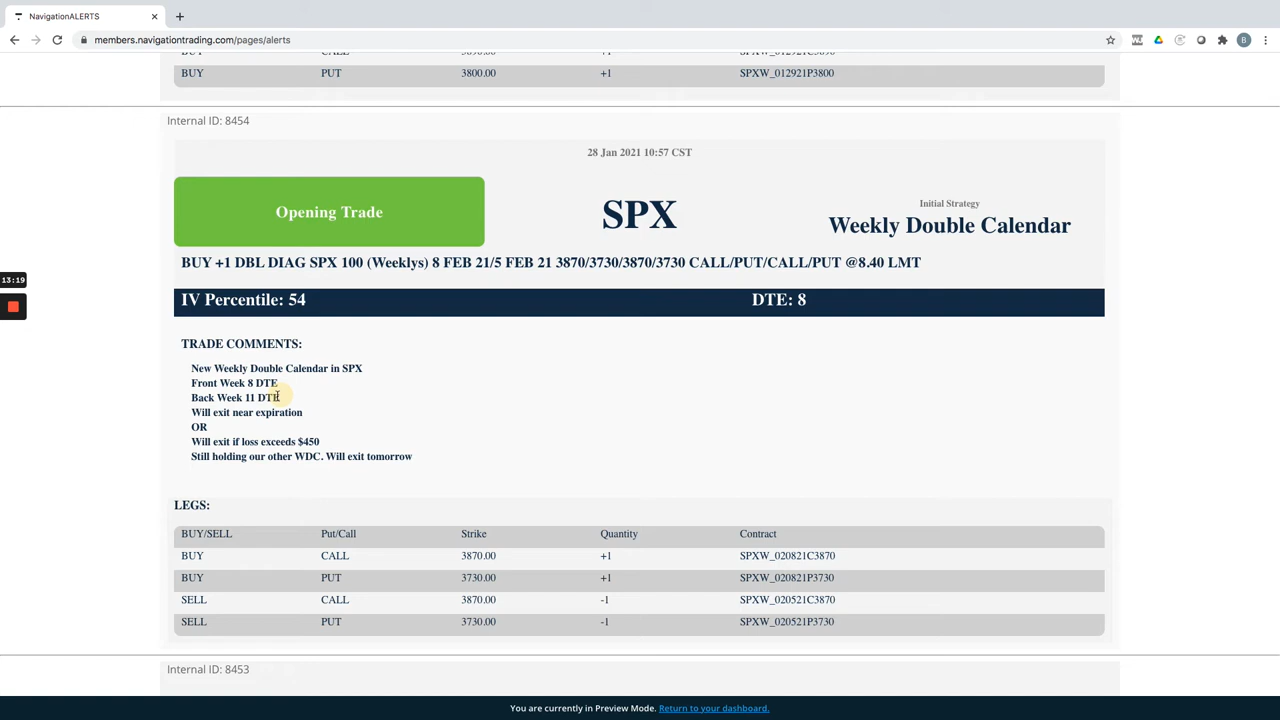 NavigationALERTS
members.navigationtrading.com/pages/alerts
B
BUY PUT 3800.00 +1 SPXW_012921P3800
Internal ID: 8454
28 Jan 2021 10:57 CST
Opening Trade
SPX
Initial Strategy
Weekly Double Calendar
BUY +1 DBL DIAG SPX 100 (Weeklys) 8 FEB 21/5 FEB 21 3870/3730/3870/3730 CALL/PUT/CALL/PUT @8.40 LMT
13:19
IV Percentile: 54 DTE: 8
TRADE COMMENTS:
New Weekly Double Calendar in SPX
Front Week 8 DTE
Back Week 11 DTE
Will exit near expiration
OR
Will exit if loss exceeds $450
Still holding our other WDC. Will exit tomorrow
LEGS:
BUY/SELL Put/Call Strike Quantity Contract
BUY CALL 3870.00 +1 SPXW_020821C3870
BUY PUT 3730.00 +1 SPXW_020821P3730
SELL CALL 3870.00 -1 SPXW_020521C3870
SELL PUT 3730.00 -1 SPXW_020521P3730
Internal ID: 8453
You are currently in Preview Mode. Return to your dashboard.